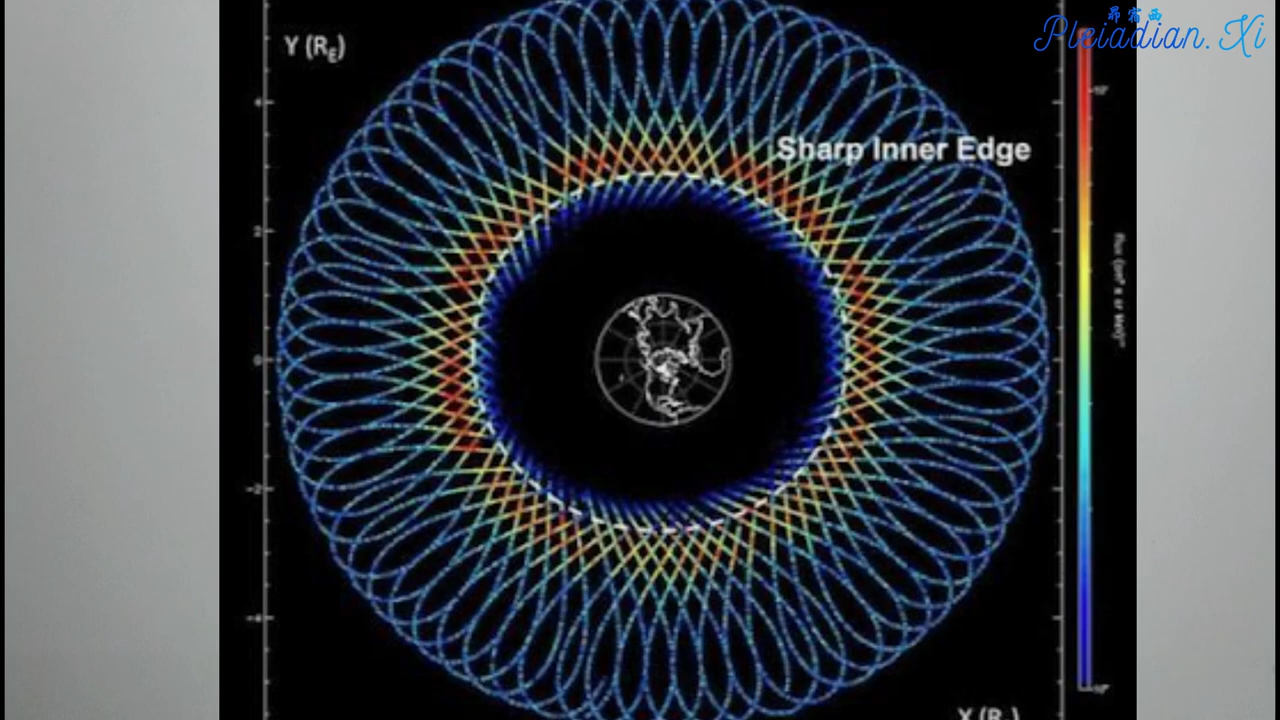 昴宿西
Pleiadian.Xi
Y (RE)
Sharp Inner Edge
4
2
0
-2
-4